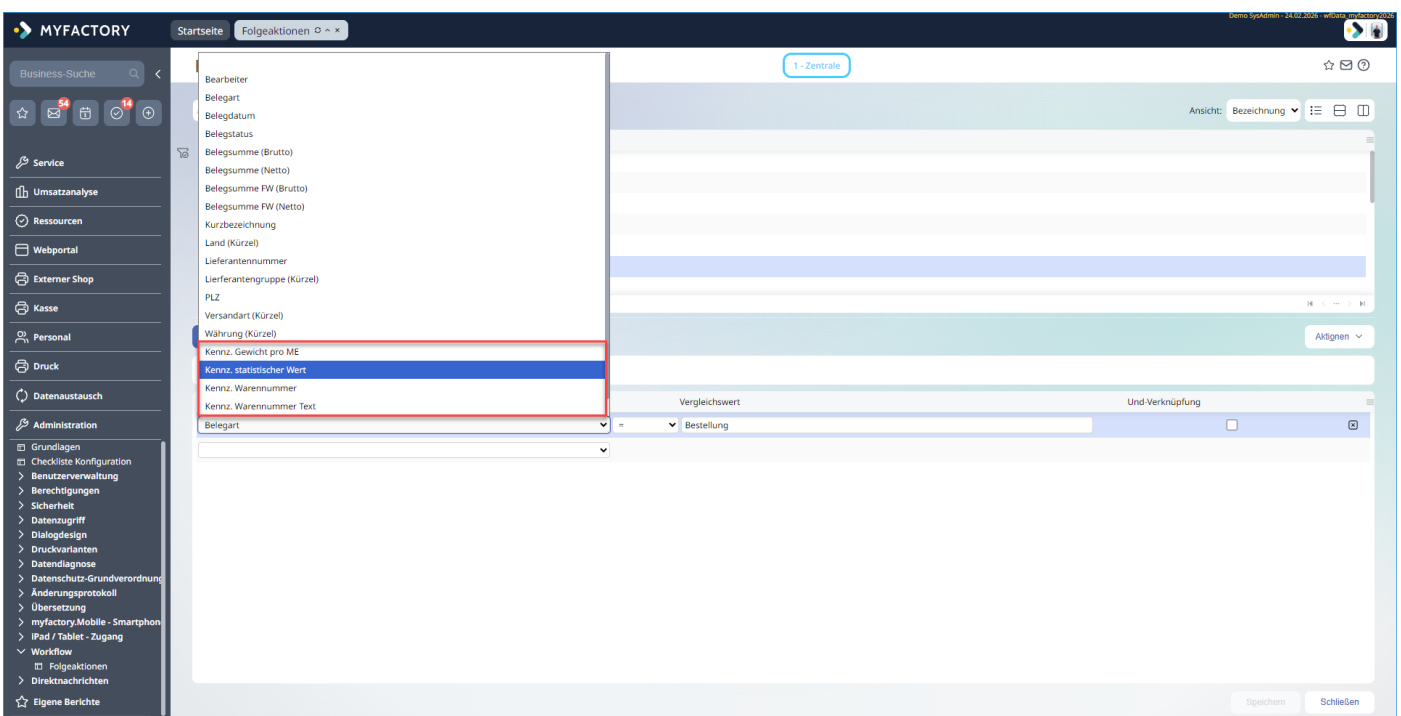 Demo SysAdmin - 24.02.2026 - wfData_myfactory2026
MYFACTORY
Startseite
Folgeaktionen
Business-Suche
1 - Zentrale
54
14
Ansicht: Bezeichnung
Service
Umsatzanalyse
Ressourcen
Webportal
Externer Shop
Kasse
Personal
Druck
Datenaustausch
Administration
Grundlagen
Checkliste Konfiguration
Benutzerverwaltung
Berechtigungen
Sicherheit
Datenzugriff
Dialogdesign
Druckvarianten
Datendiagnose
Datenschutz-Grundverordnung
Änderungsprotokoll
Übersetzung
myfactory.Mobile - Smartphon
iPad / Tablet - Zugang
Workflow
Folgeaktionen
Direktnachrichten
Eigene Berichte
Bearbeiter
Belegart
Belegdatum
Belegstatus
Belegsumme (Brutto)
Belegsumme (Netto)
Belegsumme FW (Brutto)
Belegsumme FW (Netto)
Kurzbezeichnung
Land (Kürzel)
Lieferantennummer
Lierferantengruppe (Kürzel)
PLZ
Versandart (Kürzel)
Währung (Kürzel)
Kennz. Gewicht pro ME
Kennz. statistischer Wert
Kennz. Warennummer
Kennz. Warennummer Text
Aktionen
Vergleichswert
Und-Verknüpfung
Belegart
=
Bestellung
Speichern
Schließen